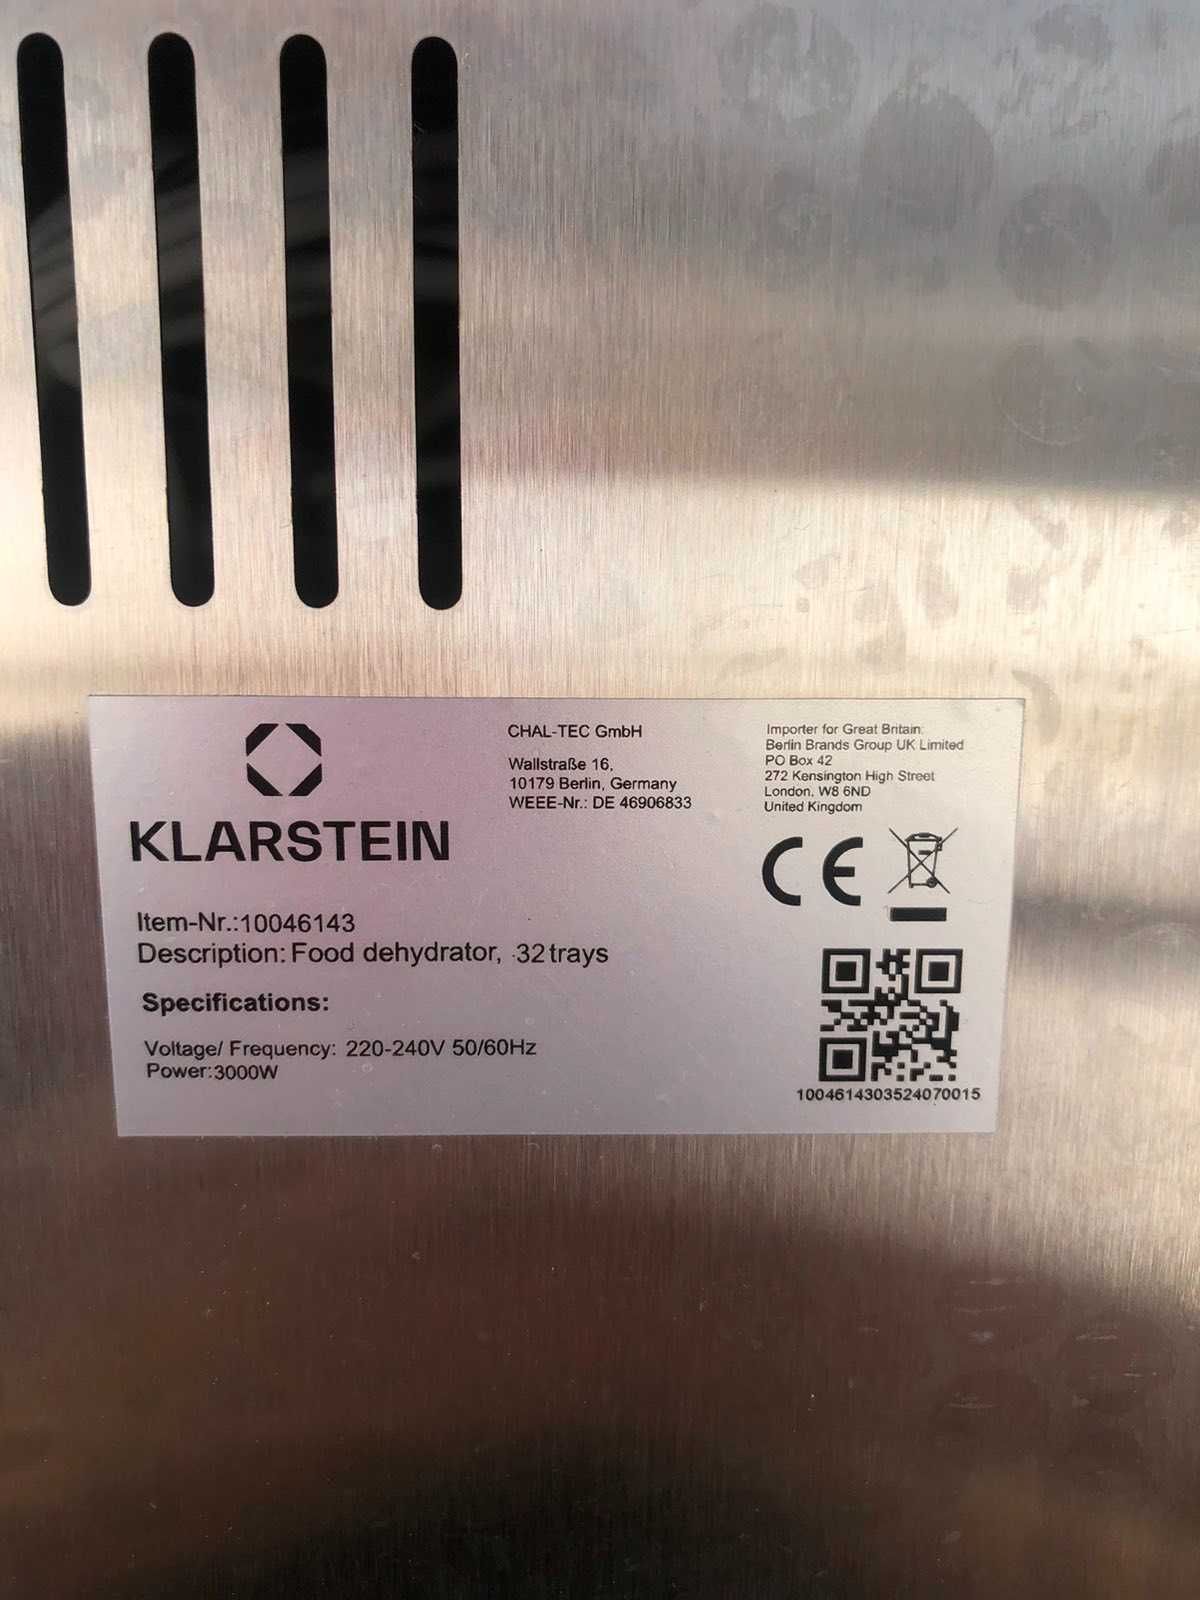 KLARSTEIN
Item-Nr.:10046143
Description: Food dehydrator, 32 trays
Specifications:
Voltage/ Frequency: 220-240V 50/60Hz
Power:3000W
CHAL-TEC GmbH
Wallstraße 16,
10179 Berlin, Germany
WEEE-Nr.: DE 46906833
Importer for Great Britain:
Berlin Brands Group UK Limited
PO Box 42
272 Kensington High Street
London, W8 6ND
United Kingdom
CE
1004614303524070015